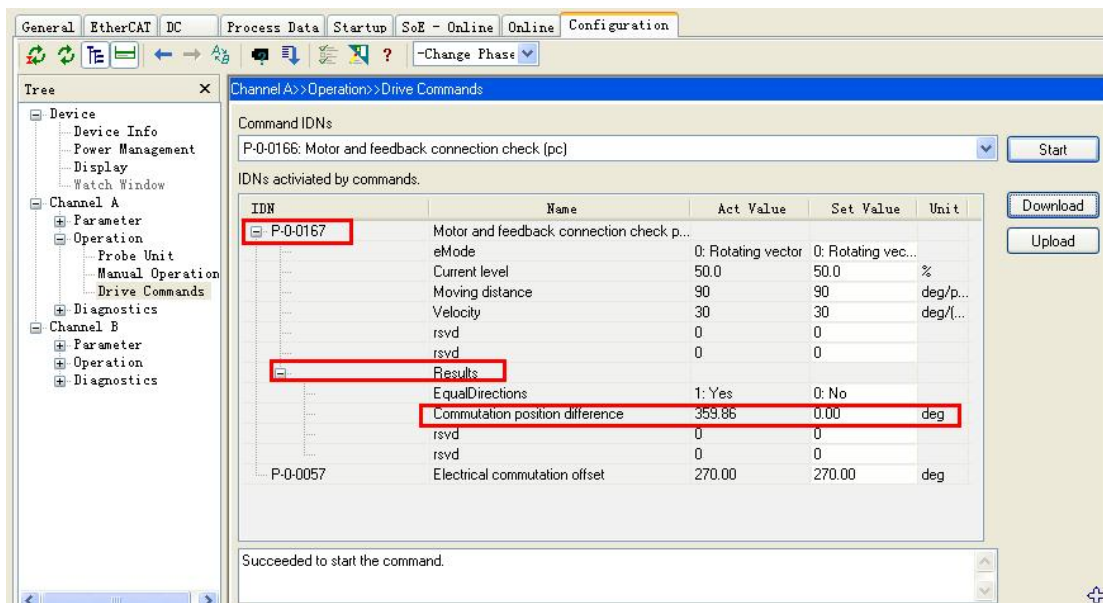 General EtherCAT DC Process Data Startup SoE - Online Online Configuration
? -Change Phase
Tree x
Channel A>>Operation>>Drive Commands
Device
Device Info
Power Management
Display
Watch Window
Channel A
Parameter
Operation
Probe Unit
Manual Operation
Drive Commands
Diagnostics
Channel B
Parameter
Operation
Diagnostics
Command IDNs
P-0-0166: Motor and feedback connection check (pc) Start
IDNs activiated by commands.
Download
Upload
IDN Name Act Value Set Value Unit
P-0-0167 Motor and feedback connection check p...
eMode 0: Rotating vector 0: Rotating vec...
Current level 50.0 50.0 %
Moving distance 90 90 deg/p...
Velocity 30 30 deg/(...
rsvd 0 0
rsvd 0 0
Results
EqualDirections 1: Yes 0: No
Commutation position difference 359.86 0.00 deg
rsvd 0 0
rsvd 0 0
P-0-0057 Electrical commutation offset 270.00 270.00 deg
Succeeded to start the command.